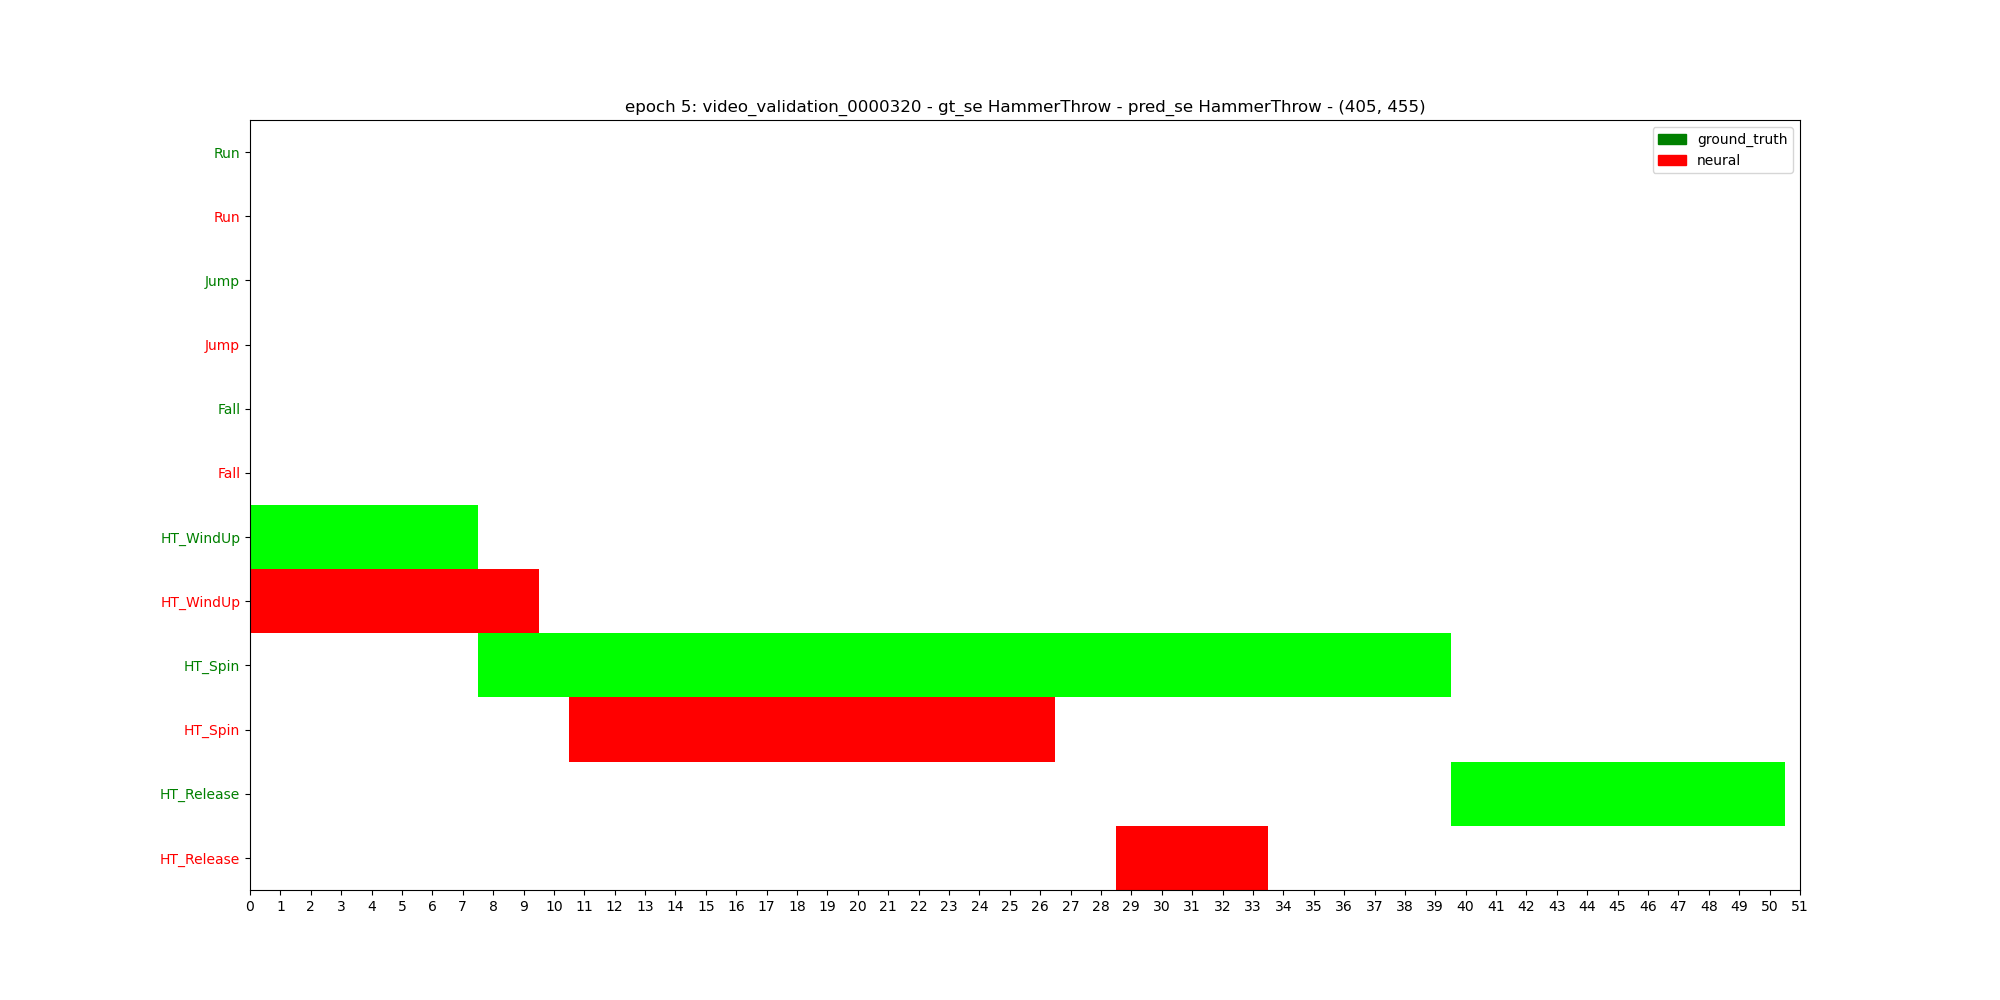 epoch 5: video_validation_0000320 - gt_se HammerThrow - pred_se HammerThrow - (405, 455)
ground_truth
neural
Run
Run
Jump
Jump
Fall
Fall
HT_WindUp
HT_WindUp
HT_Spin
HT_Spin
HT_Release
HT_Release
0 1 2 3 4 5 6 7 8 9 10 11 12 13 14 15 16 17 18 19 20 21 22 23 24 25 26 27 28 29 30 31 32 33 34 35 36 37 38 39 40 41 42 43 44 45 46 47 48 49 50 51